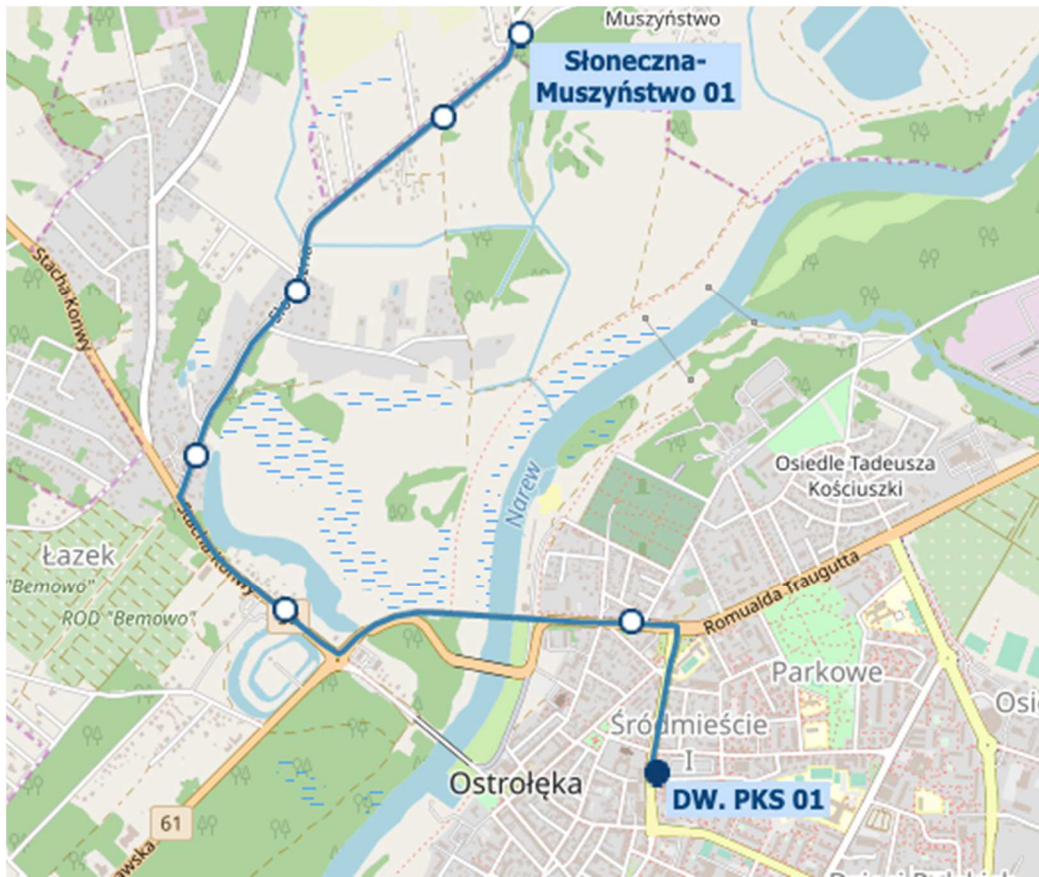 Muszyństwo
Słoneczna-
Muszyństwo 01
Stacha Konwy
Narew
Osiedle Tadeusza
Kościuszki
Stacha Konwy
Łazek
"Bemowo"
ROD "Bemowo"
Romualda Traugutta
Parkowe
Śródmieście
I
Ostrołęka
DW. PKS 01
61